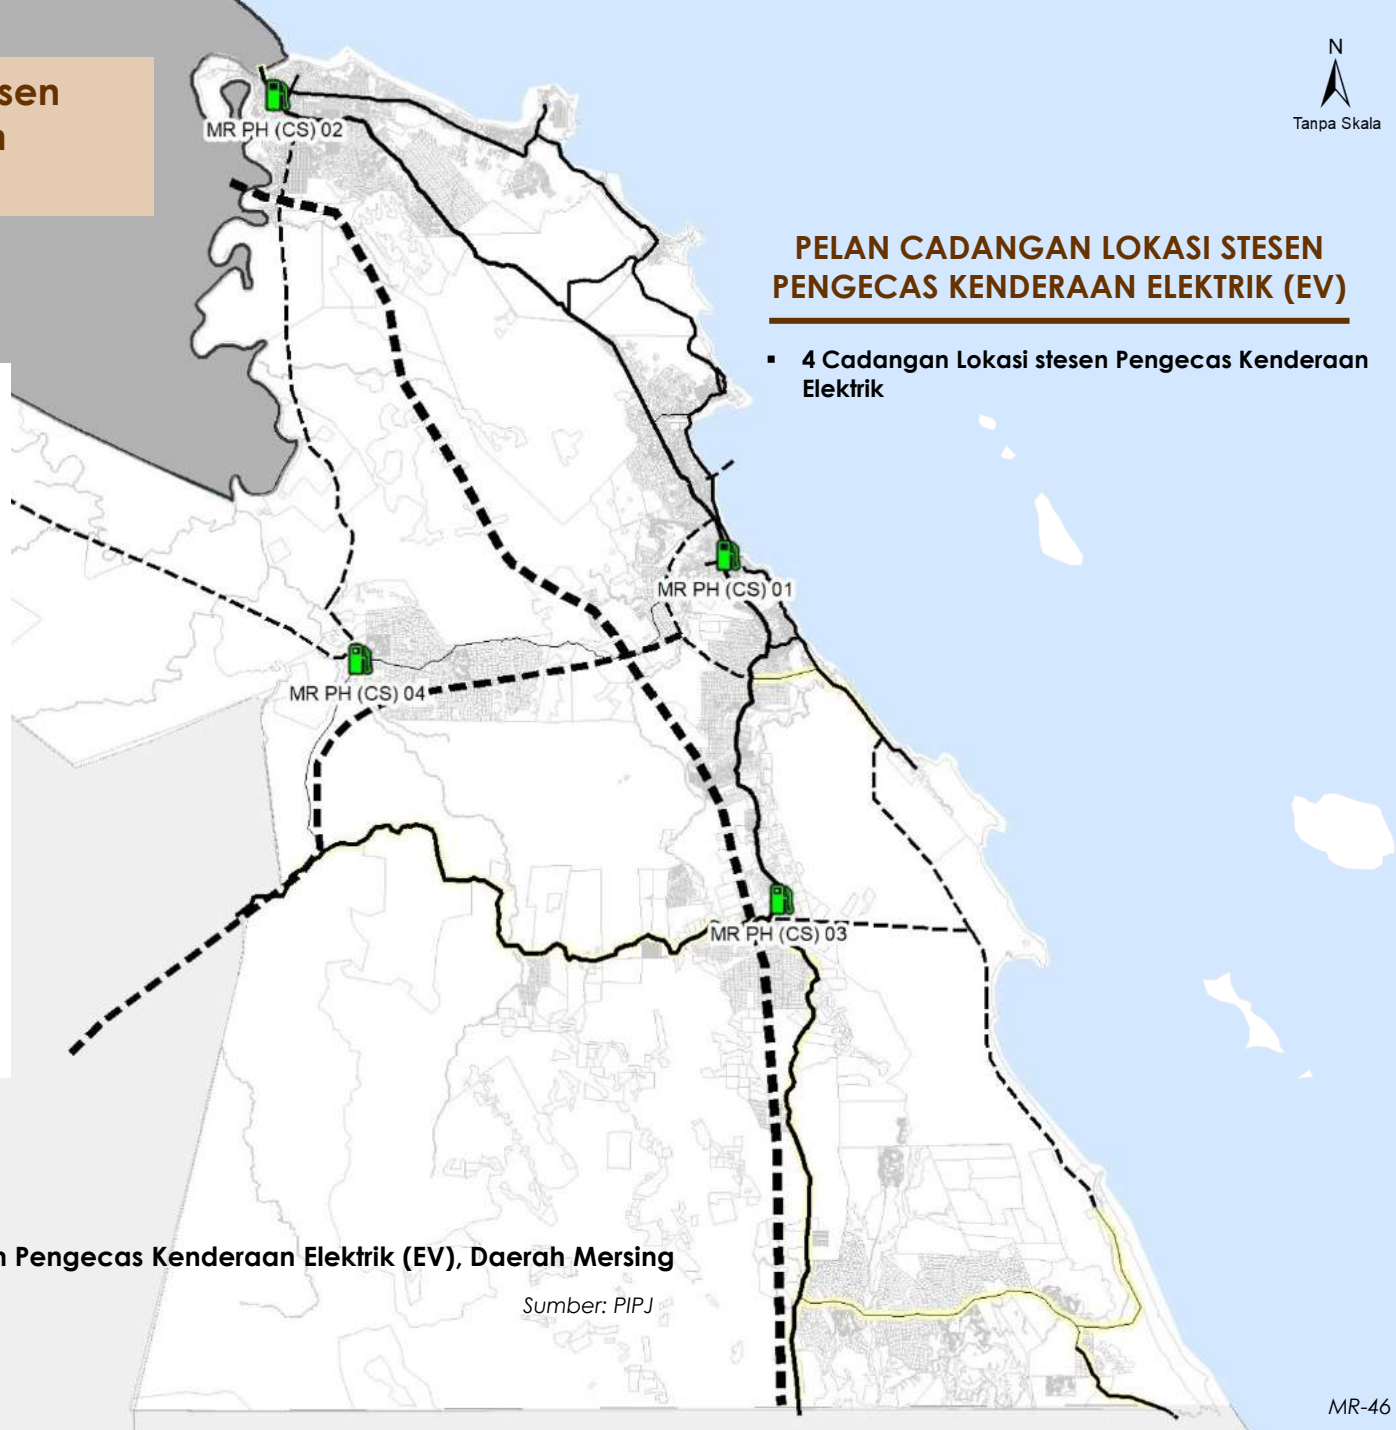 sen
N
Tanpa Skala
MR PH (CS) 02
PELAN CADANGAN LOKASI STESEN
PENGECAS KENDERAAN ELEKTRIK (EV)
▪ 4 Cadangan Lokasi stesen Pengecas Kenderaan
Elektrik
MR PH (CS) 01
MR PH (CS) 04
MR PH (CS) 03
Pengecas Kenderaan Elektrik (EV), Daerah Mersing
Sumber: PIPJ
MR-46